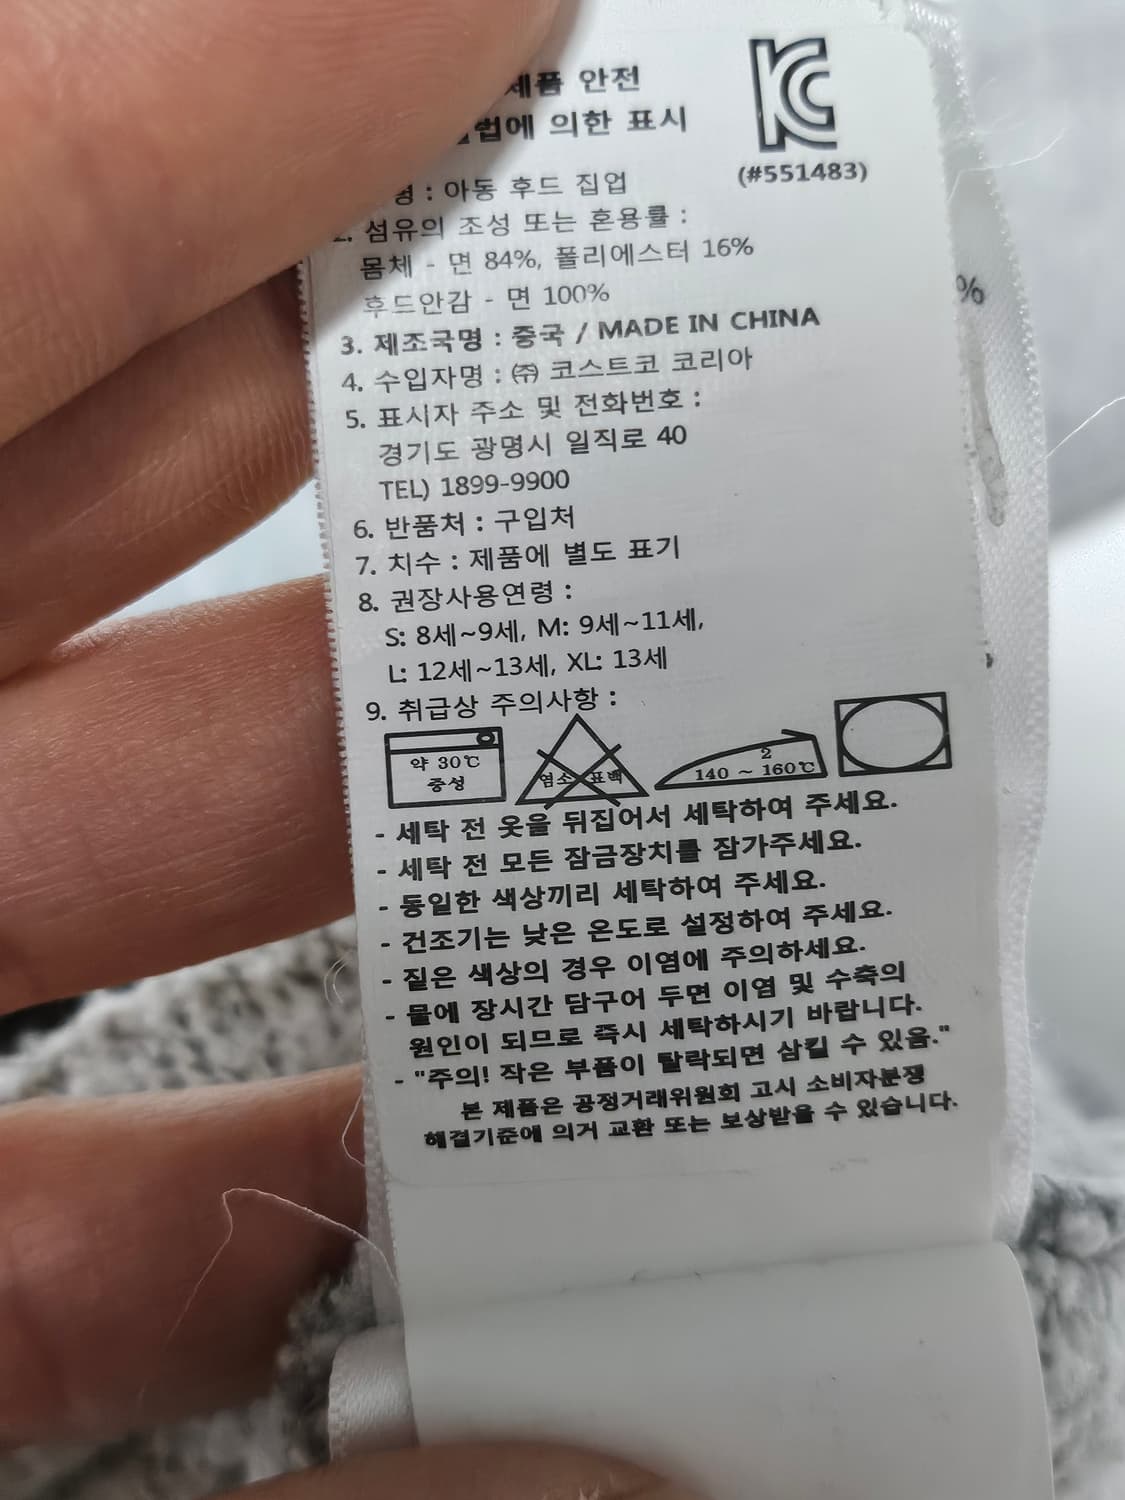 제품 안전
KC
법에 의한 표시
(#551483)
명 : 아동 후드 집업
2. 섬유의 조성 또는 혼용률 :
몸체 - 면 84%, 폴리에스터 16%
후드안감 - 면 100%
%
3. 제조국명 : 중국 / MADE IN CHINA
4. 수입자명 : ㈜ 코스트코 코리아
5. 표시자 주소 및 전화번호 :
경기도 광명시 일직로 40
TEL) 1899-9900
6. 반품처 : 구입처
7. 치수 : 제품에 별도 표기
8. 권장사용연령 :
S: 8세~9세, M: 9세~11세,
L: 12세~13세, XL: 13세
9. 취급상 주의사항 :
약 30℃
중성
염소 표백
2
140 ~ 160℃
- 세탁 전 옷을 뒤집어서 세탁하여 주세요.
- 세탁 전 모든 잠금장치를 잠가주세요.
- 동일한 색상끼리 세탁하여 주세요.
- 건조기는 낮은 온도로 설정하여 주세요.
- 짙은 색상의 경우 이염에 주의하세요.
- 물에 장시간 담구어 두면 이염 및 수축의
원인이 되므로 즉시 세탁하시기 바랍니다.
- "주의! 작은 부품이 탈락되면 삼킬 수 있음."
본 제품은 공정거래위원회 고시 소비자분쟁
해결기준에 의거 교환 또는 보상받을 수 있습니다.